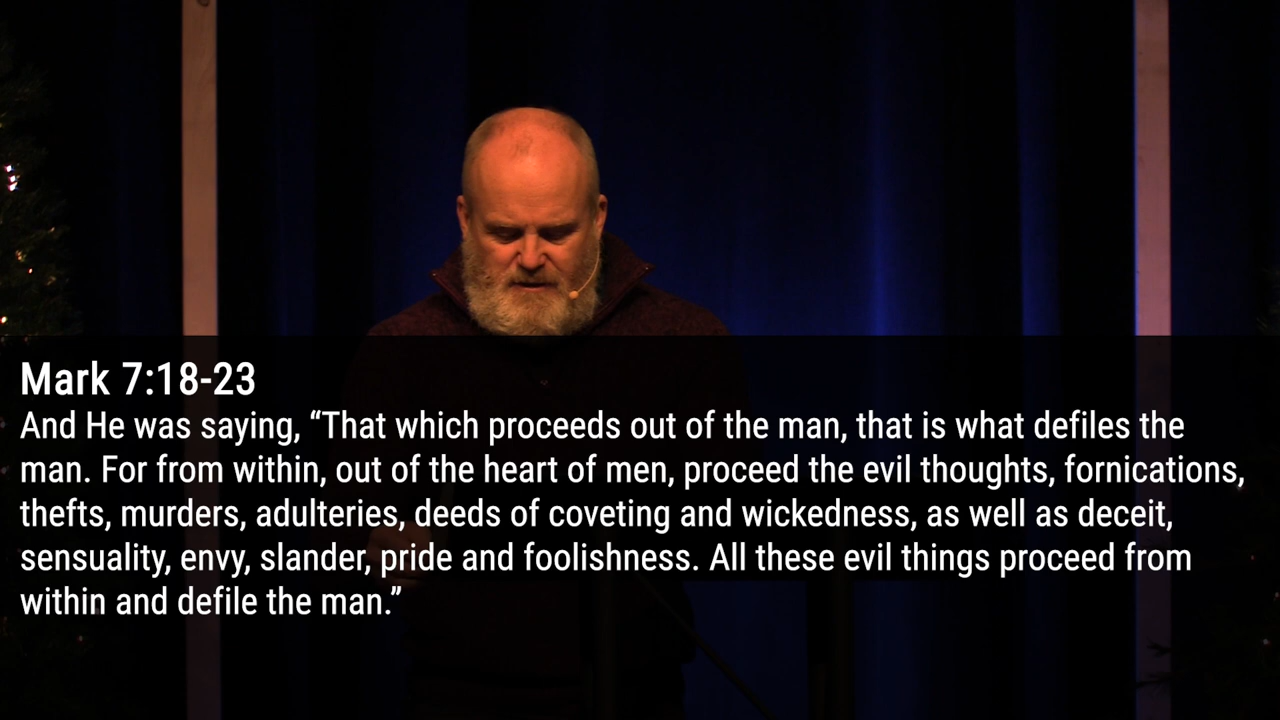 Mark 7:18-23
And He was saying, “That which proceeds out of the man, that is what defiles the
man. For from within, out of the heart of men, proceed the evil thoughts, fornications,
thefts, murders, adulteries, deeds of coveting and wickedness, as well as deceit,
sensuality, envy, slander, pride and foolishness. All these evil things proceed from
within and defile the man.”